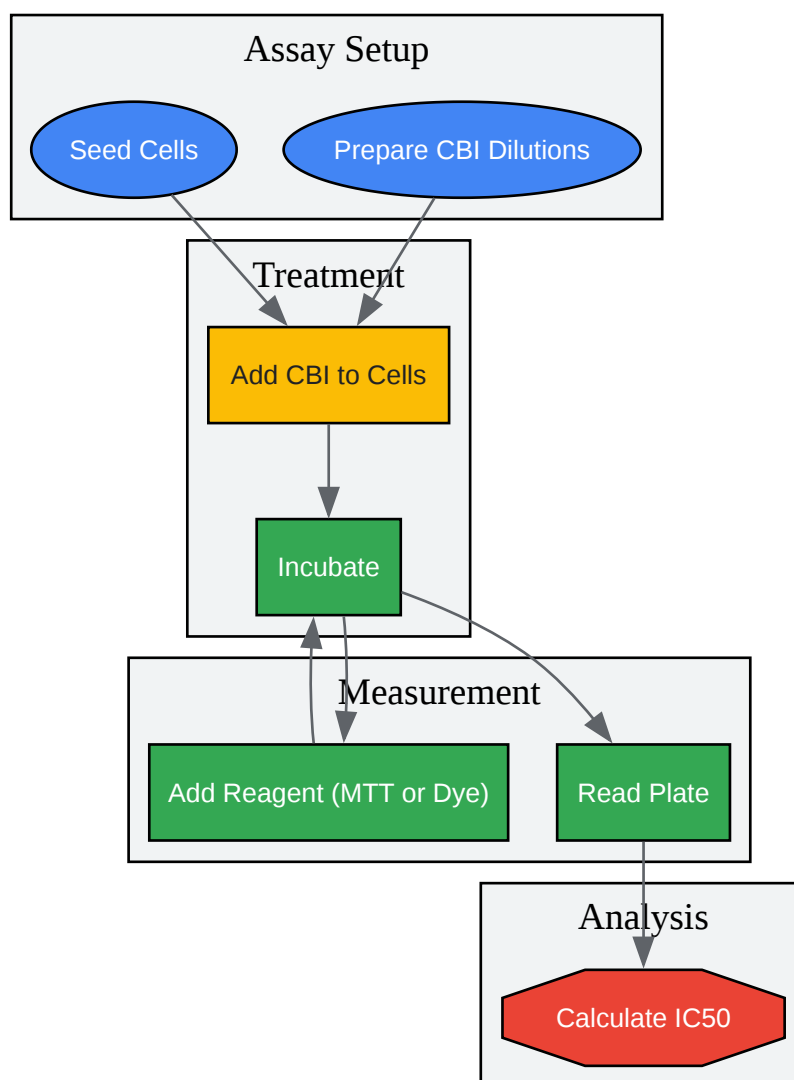 Assay Setup
Seed Cells
Prepare CBI Dilutions
Treatment
Add CBI to Cells
Incubate
Measurement
Add Reagent (MTT or Dye)
Read Plate
Analysis
Calculate IC50